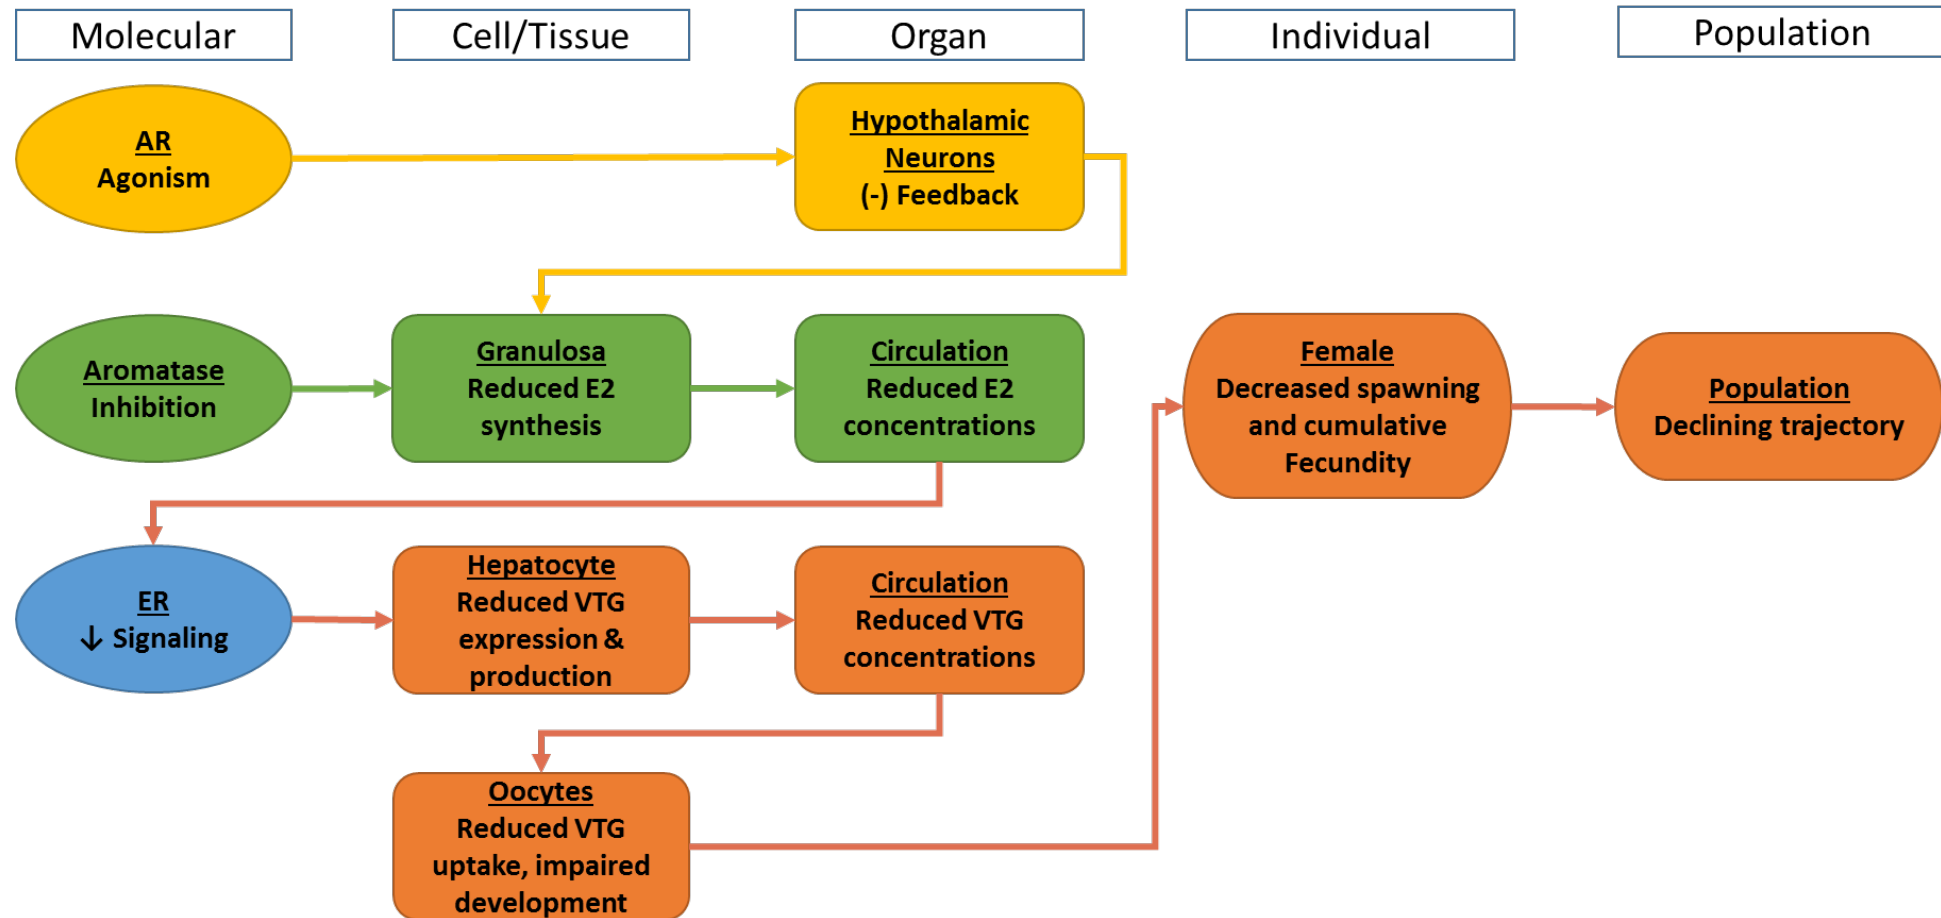 Molecular
Cell/Tissue
Organ
Individual
Population
AR
Agonism
Hypothalamic
Neurons
(-) Feedback
Aromatase
Inhibition
Granulosa
Reduced E2
synthesis
Circulation
Reduced E2
concentrations
Female
Decreased spawning
and cumulative
Fecundity
Population
Declining trajectory
ER
↓ Signaling
Hepatocyte
Reduced VTG
expression &
production
Circulation
Reduced VTG
concentrations
Oocytes
Reduced VTG
uptake, impaired
development